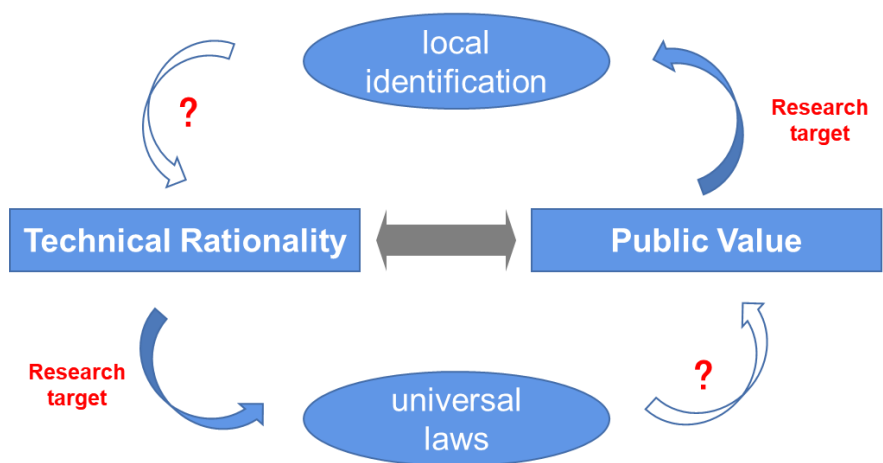 local
identification
?
Research
target
Technical Rationality
Public Value
Research
target
?
universal
laws